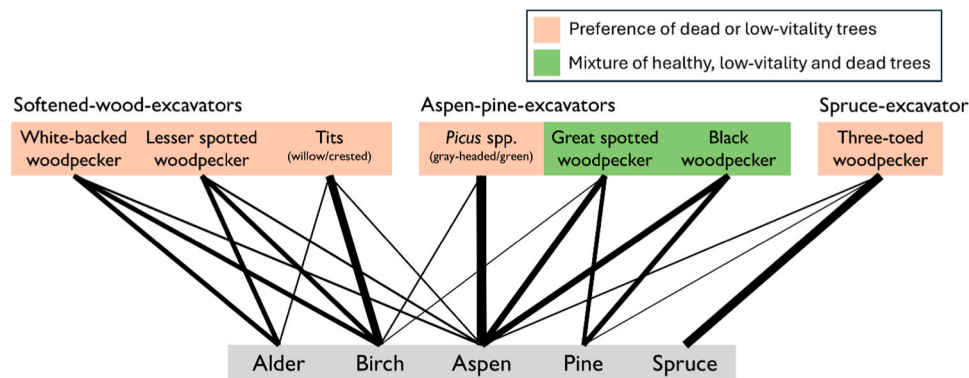 Preference of dead or low-vitality trees
Mixture of healthy, low-vitality and dead trees
Softened-wood-excavators
Aspen-pine-excavators
Spruce-excavator
White-backed
woodpecker
Lesser spotted
woodpecker
Tits
(willow/crested)
Picus spp.
(gray-headed/green)
Great spotted
woodpecker
Black
woodpecker
Three-toed
woodpecker
Alder
Birch
Aspen
Pine
Spruce